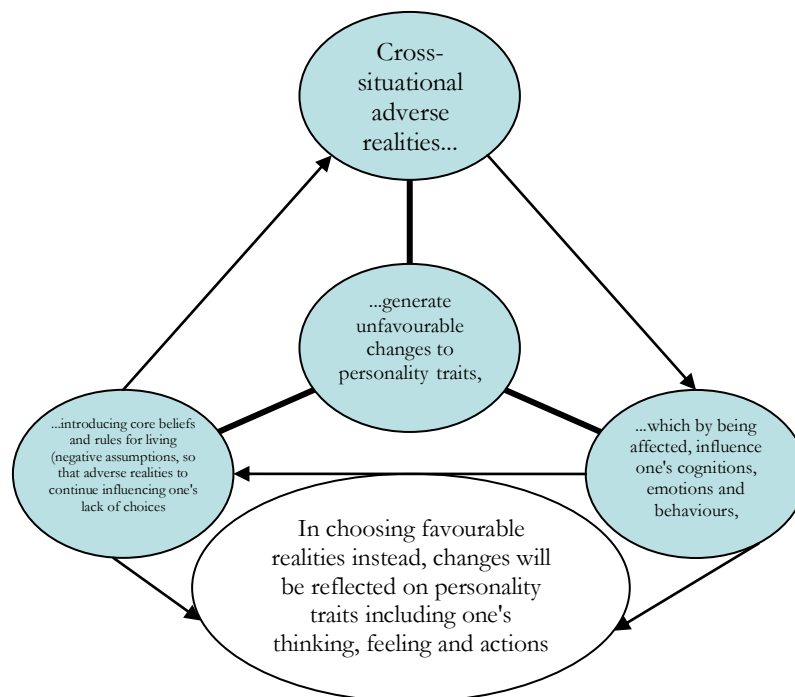 Cross-
situational
adverse
realities...
...generate
unfavourable
changes to
personality traits,
...which by being
affected, influence
one's cognitions,
emotions and
behaviours,
...introducing core beliefs
and rules for living
(negative assumptions, so
that adverse realities to
continue influencing one's
lack of choices
In choosing favourable
realities instead, changes will
be reflected on personality
traits including one's
thinking, feeling and actions